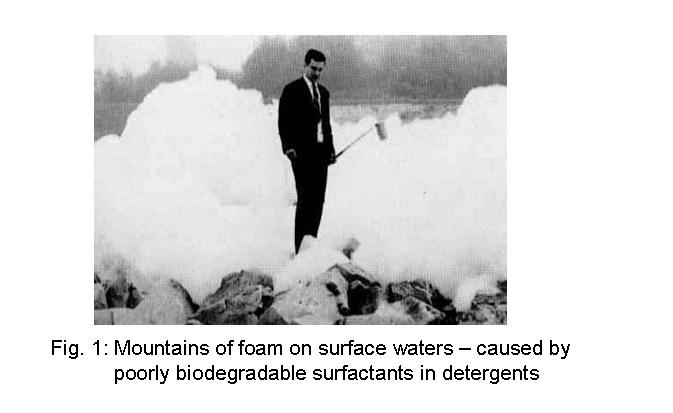 Fig. 1: Mountains of foam on surface waters – caused by
poorly biodegradable surfactants in detergents